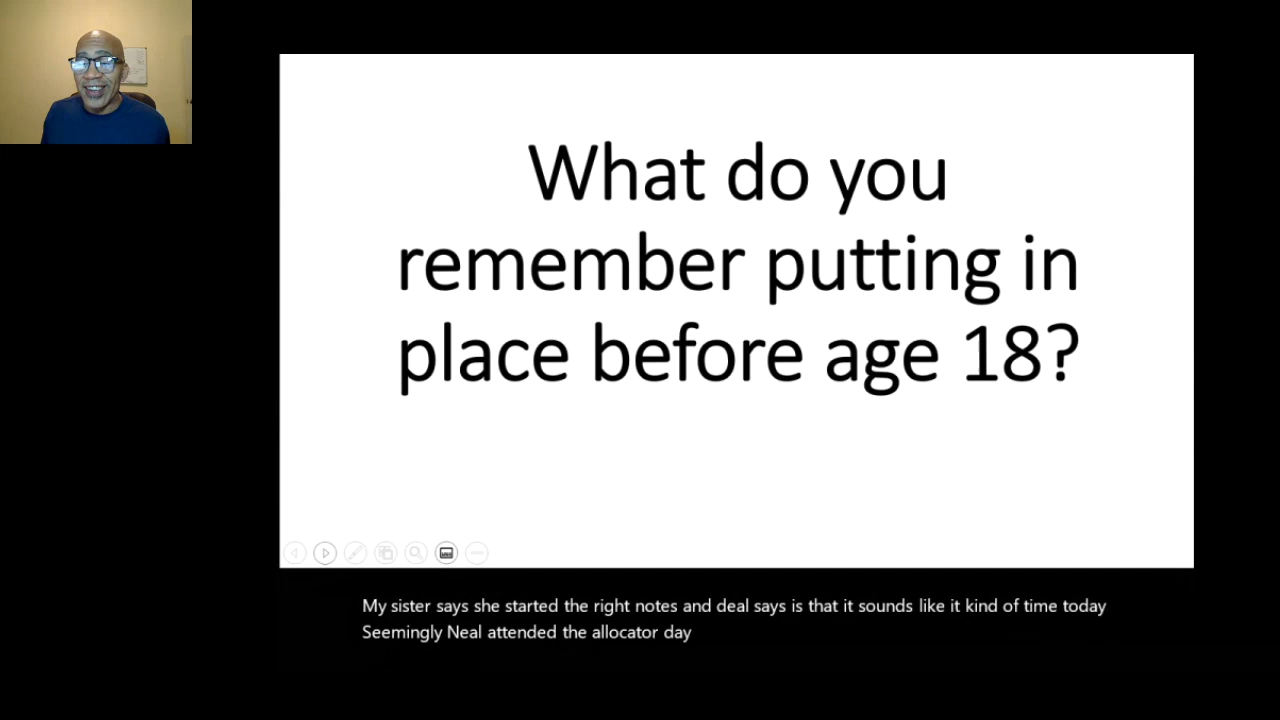 What do you
remember putting in
place before age 18?
My sister says she started the right notes and deal says is that it sounds like it kind of time today
Seemingly Neal attended the allocator day